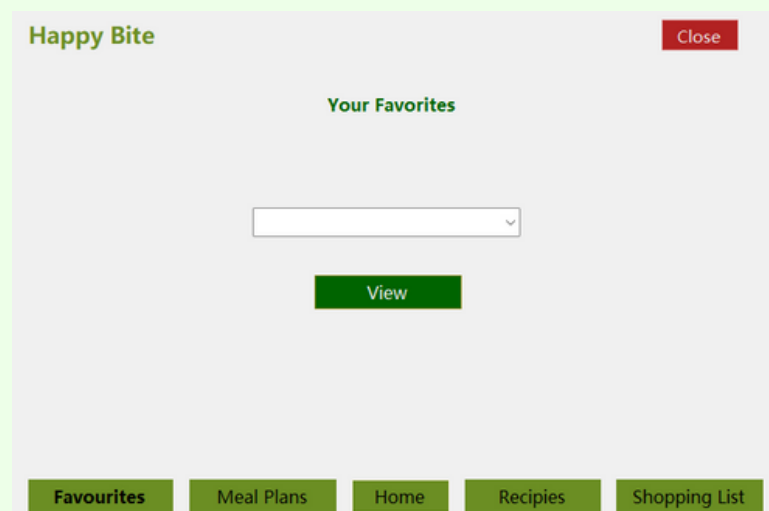 Happy Bite
Close
Your Favorites
View
Favourites
Meal Plans
Home
Recipies
Shopping List